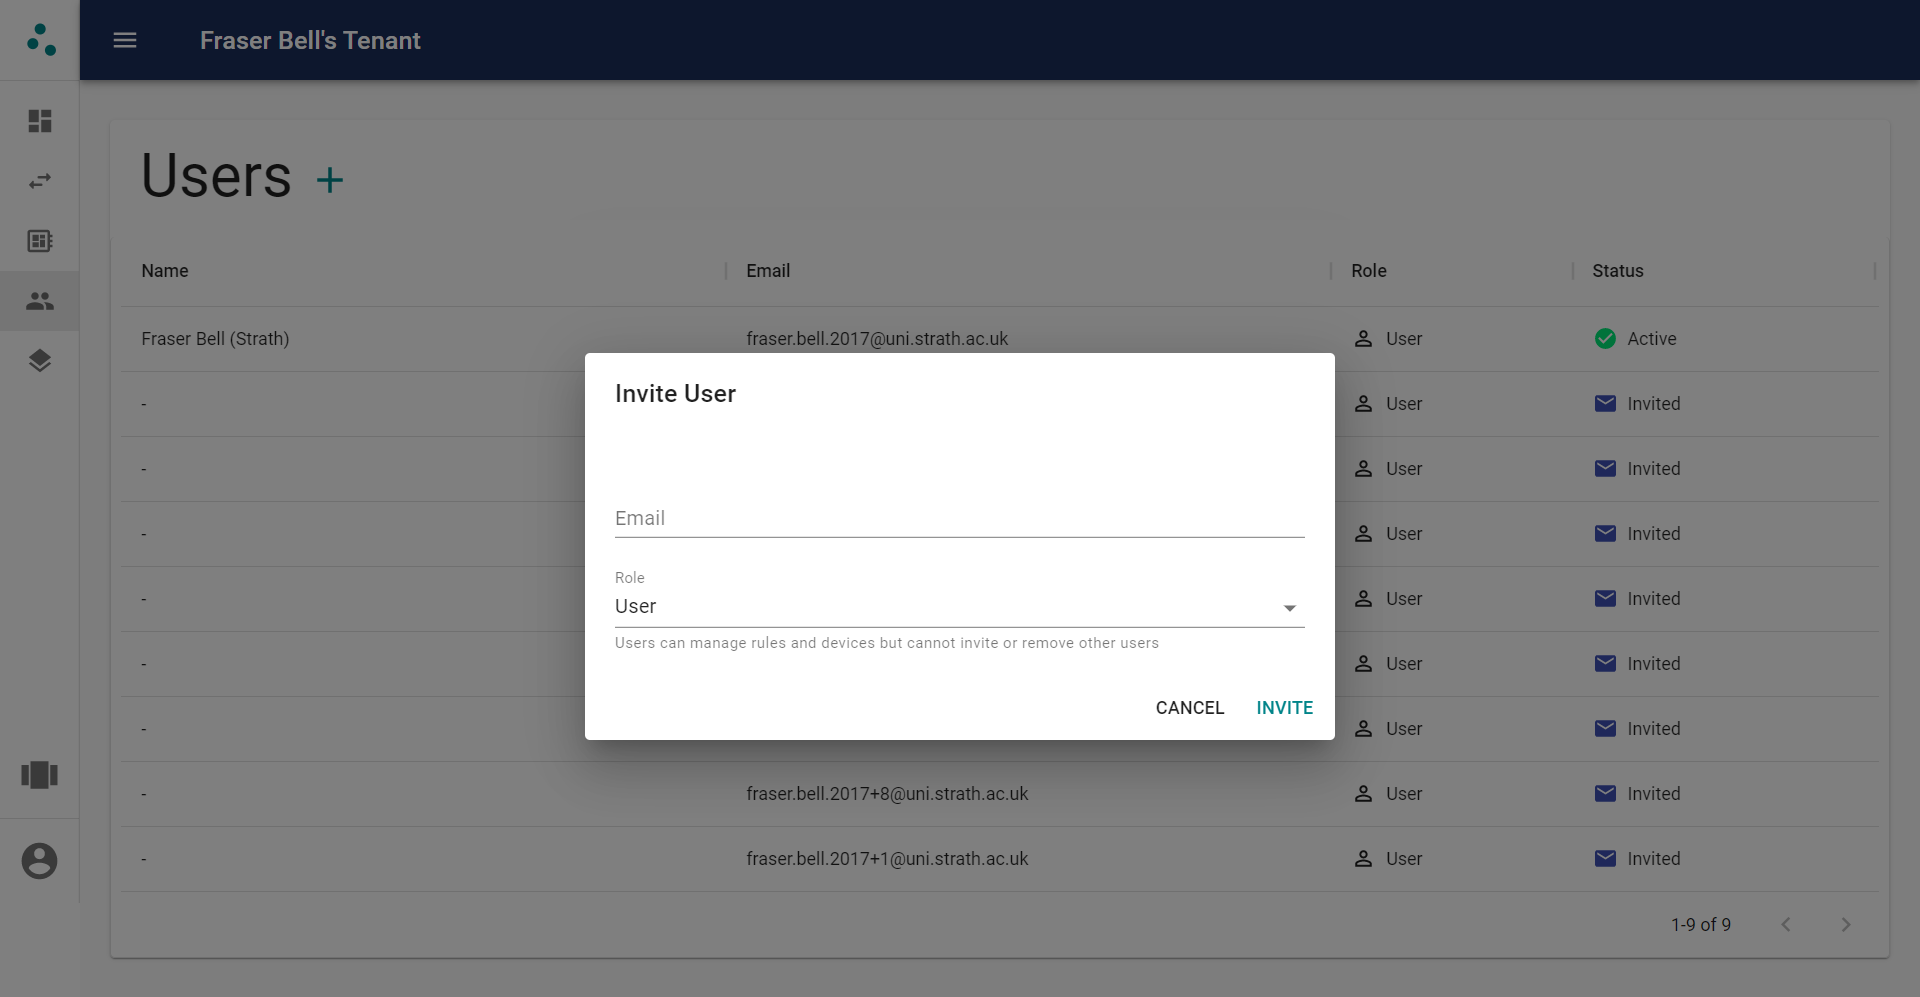 Fraser Bell's Tenant
Users +
Name Email Role Status
Fraser Bell (Strath) fraser.bell.2017@uni.strath.ac.uk User Active
- User Invited
- User Invited
- User Invited
- User Invited
- User Invited
- User Invited
- fraser.bell.2017+8@uni.strath.ac.uk User Invited
- fraser.bell.2017+1@uni.strath.ac.uk User Invited
1-9 of 9
Invite User
Email
Role
User
Users can manage rules and devices but cannot invite or remove other users
CANCEL INVITE